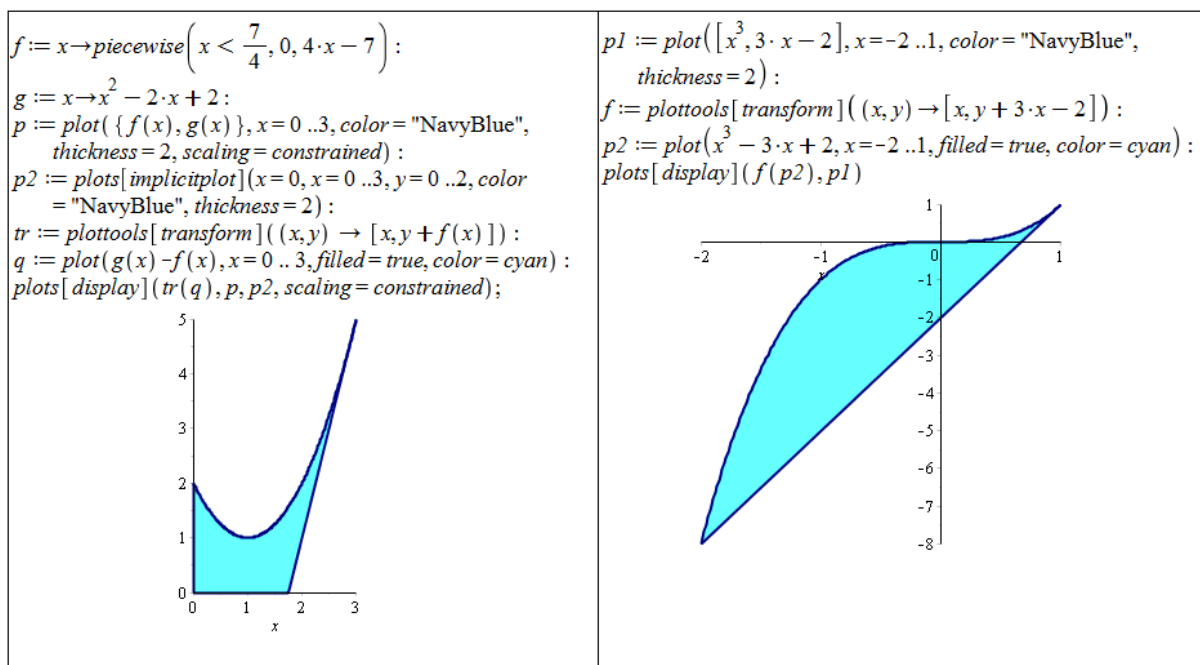 f := x→piecewise(x < 7/4, 0, 4·x − 7) :
g := x→x² − 2·x + 2 :
p := plot( {f(x), g(x)}, x = 0 ..3, color = "NavyBlue",
thickness = 2, scaling = constrained) :
p2 := plots[implicitplot](x = 0, x = 0 ..3, y = 0 ..2, color
= "NavyBlue", thickness = 2) :
tr := plottools[transform]((x, y) → [x, y + f(x)]) :
q := plot(g(x) − f(x), x = 0 .. 3, filled = true, color = cyan) :
plots[display](tr(q), p, p2, scaling = constrained);
5
4
3
2
1
0
0 1 2 3
x
p1 := plot([x³, 3·x − 2], x = −2 ..1, color = "NavyBlue",
thickness = 2) :
f := plottools[transform]((x, y) → [x, y + 3·x − 2]) :
p2 := plot(x³ − 3·x + 2, x = −2 ..1, filled = true, color = cyan) :
plots[display](f(p2), p1)
1
-2 -1 0 1
x
-1
-2
-3
-4
-5
-6
-7
-8